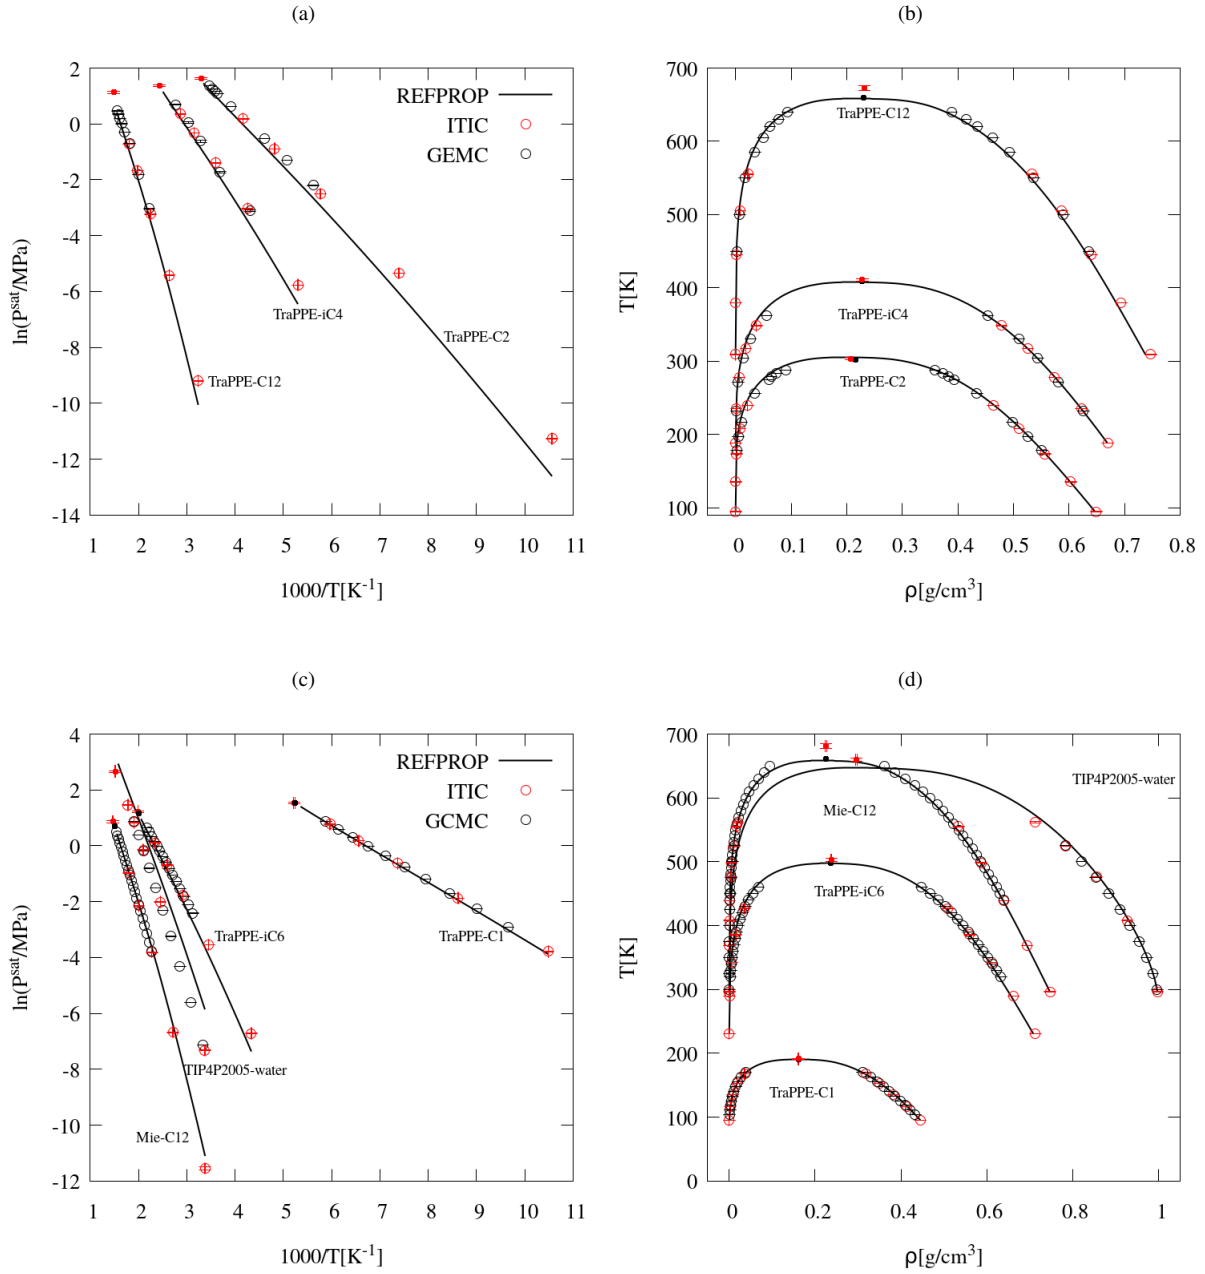 (a)
ln(Pˢᵃᵗ/MPa)
2
0
-2
-4
-6
-8
-10
-12
-14
REFPROP
ITIC
GEMC
TraPPE-iC4
TraPPE-C2
TraPPE-C12
1 2 3 4 5 6 7 8 9 10 11
1000/T[K⁻¹]
(b)
T[K]
700
600
500
400
300
200
100
TraPPE-C12
TraPPE-iC4
TraPPE-C2
0 0.1 0.2 0.3 0.4 0.5 0.6 0.7 0.8
ρ[g/cm³]
(c)
ln(Pˢᵃᵗ/MPa)
4
2
0
-2
-4
-6
-8
-10
-12
REFPROP
ITIC
GCMC
TraPPE-iC6
TraPPE-C1
TIP4P2005-water
Mie-C12
1 2 3 4 5 6 7 8 9 10 11
1000/T[K⁻¹]
(d)
T[K]
700
600
500
400
300
200
100
0
TIP4P2005-water
Mie-C12
TraPPE-iC6
TraPPE-C1
0 0.2 0.4 0.6 0.8 1
ρ[g/cm³]